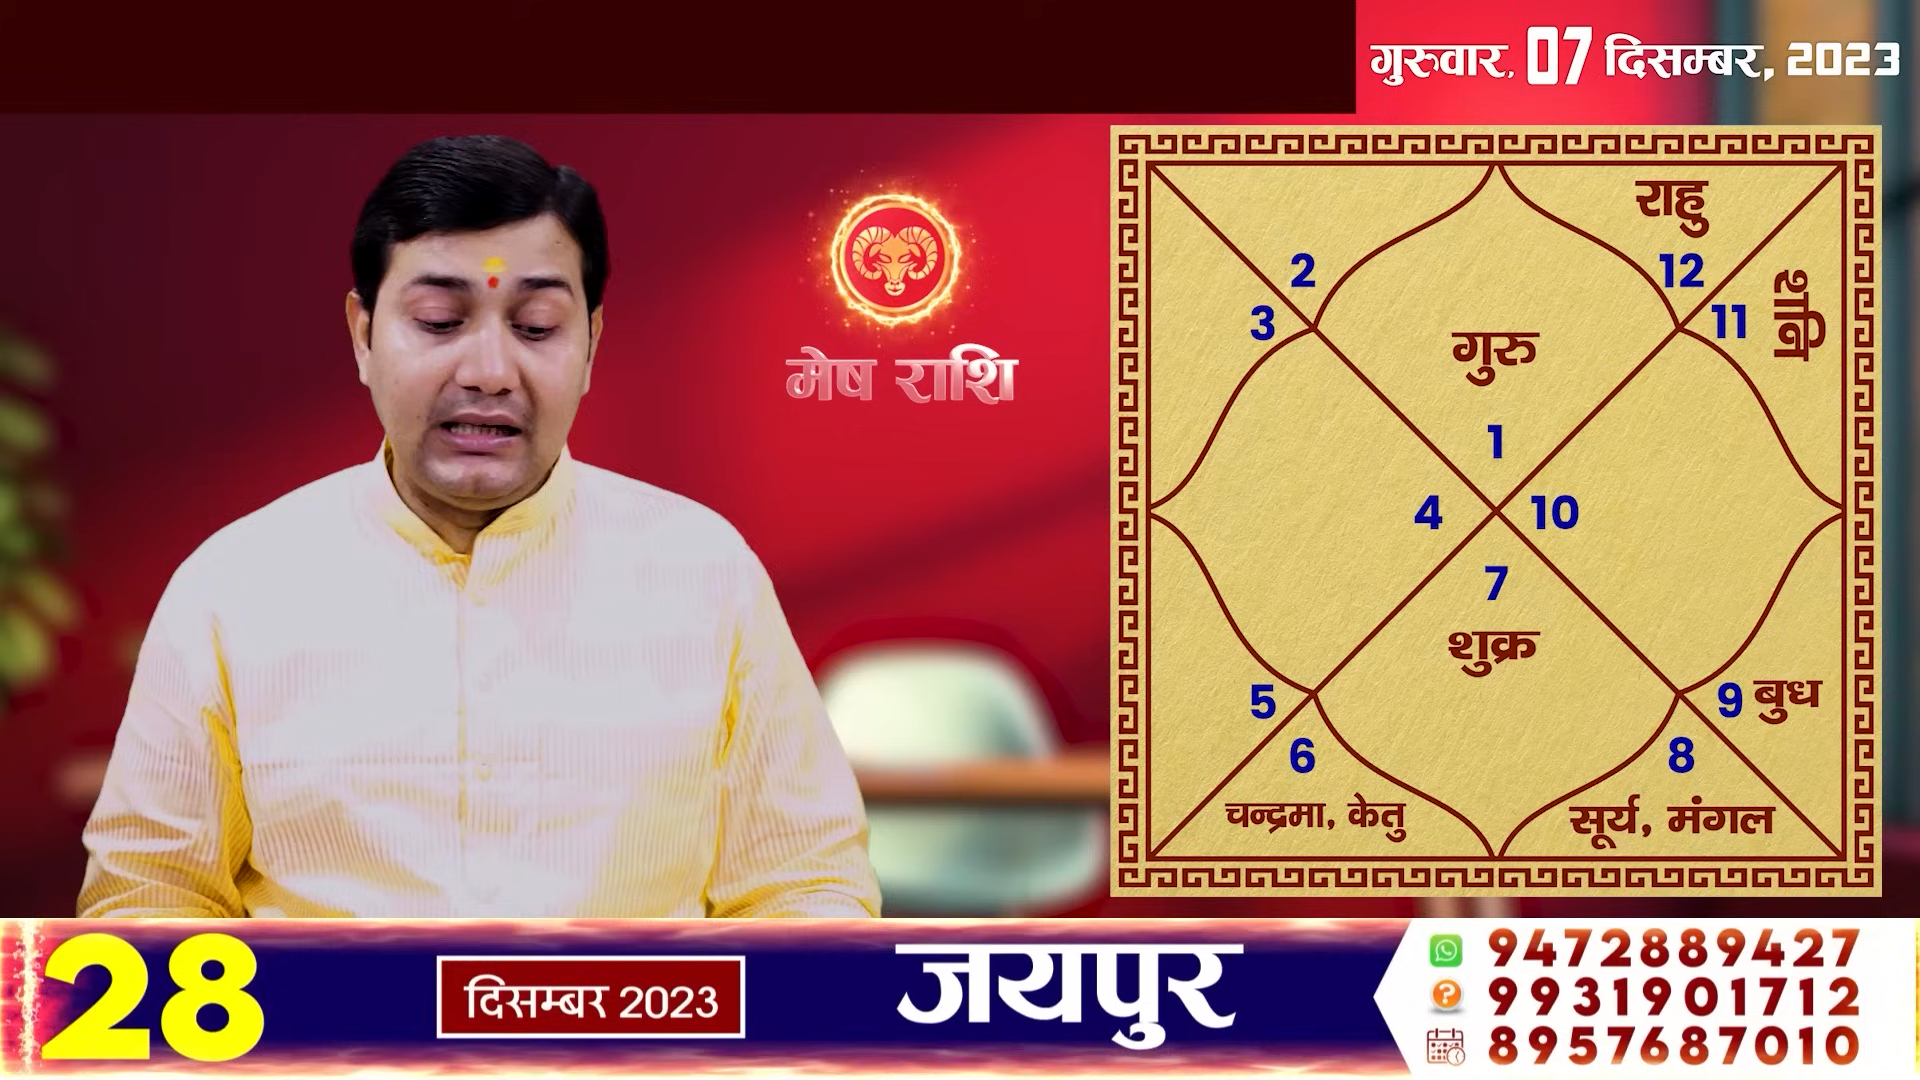 गुरुवार, 07 दिसम्बर, 2023
मेष राशि
राहु
2
12
3
11
शनि
गुरु
1
4
10
7
शुक्र
5
9 बुध
6
8
चन्द्रमा, केतु
सूर्य, मंगल
28
दिसम्बर 2023
जयपुर
9472889427
9931901712
8957687010